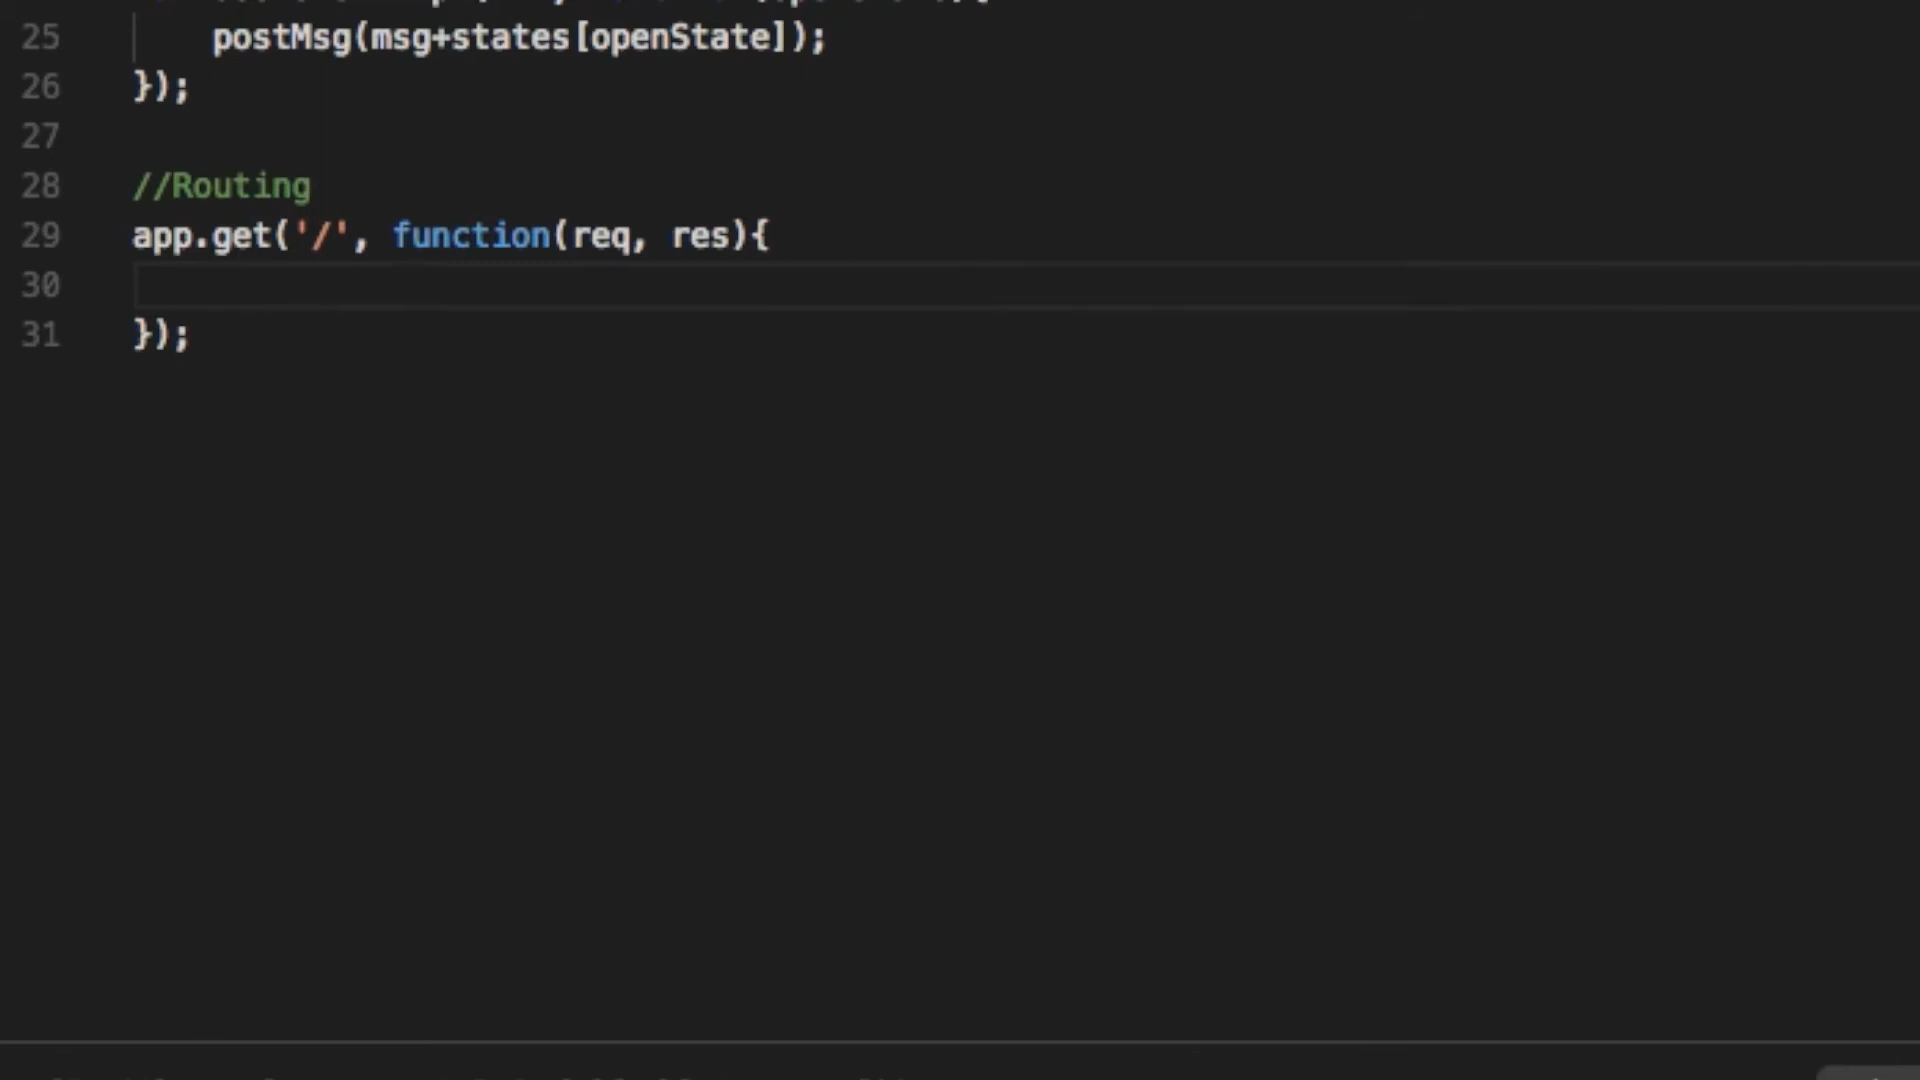 25 postMsg(msg+states[openState]);
26 });
27
28 //Routing
29 app.get('/', function(req, res){
30
31 });